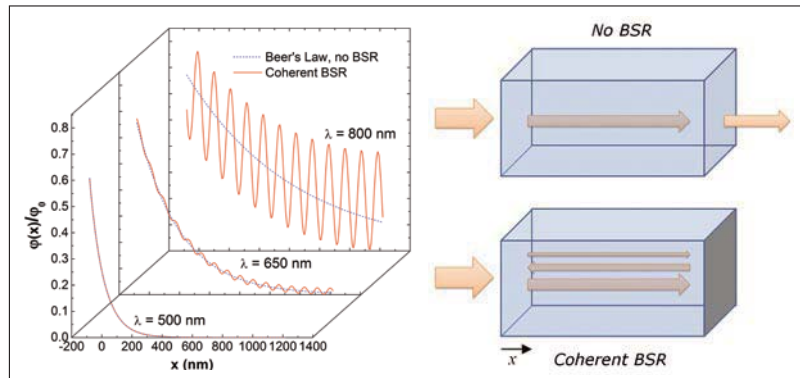 Beer's Law, no BSR
Coherent BSR
λ = 800 nm
λ = 650 nm
λ = 500 nm
φ(x)/φ₀
0.8
0.7
0.6
0.5
0.4
0.3
0.2
0.1
0.0
-200 0 200 400 600 800 1000 1200 1400
x (nm)
No BSR
x
Coherent BSR